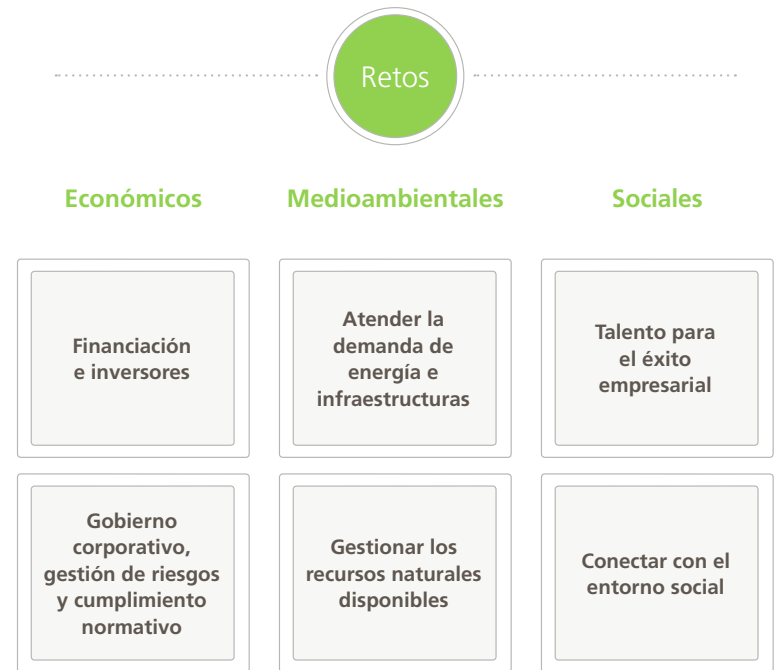 Retos
Económicos
Medioambientales
Sociales
Financiación
e inversores
Atender la
demanda de
energía e
infraestructuras
Talento para
el éxito
empresarial
Gobierno
corporativo,
gestión de riesgos
y cumplimiento
normativo
Gestionar los
recursos naturales
disponibles
Conectar con el
entorno social